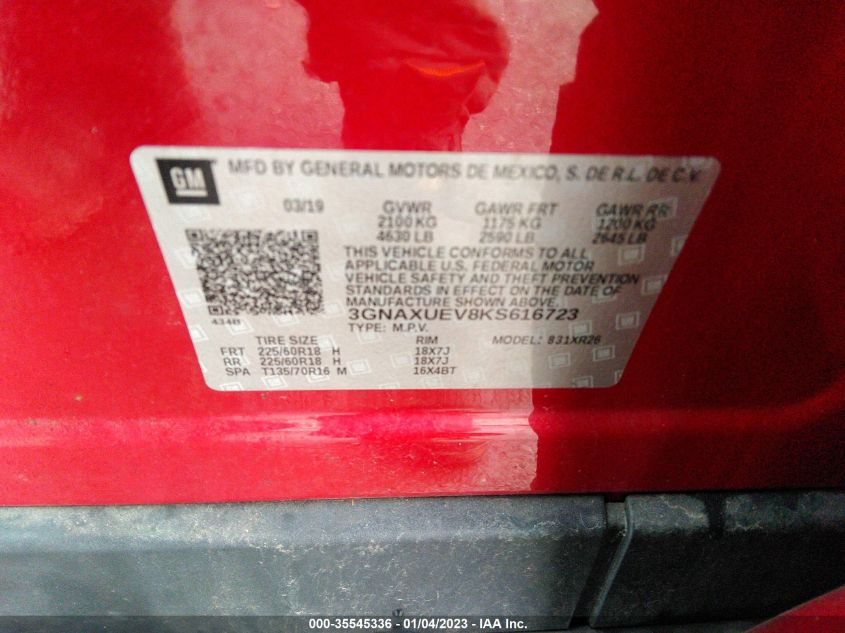 GM
MFD BY GENERAL MOTORS DE MEXICO, S. DE R.L. DE C.V.
03/19 GVWR GAWR FRT GAWR RR
2100 KG 1175 KG 1200 KG
4630 LB 2590 LB 2645 LB
THIS VEHICLE CONFORMS TO ALL
APPLICABLE U.S. FEDERAL MOTOR
VEHICLE SAFETY AND THEFT PREVENTION
STANDARDS IN EFFECT ON THE DATE OF
MANUFACTURE SHOWN ABOVE.
434B 3GNAXUEV8KS616723
TYPE: M.P.V.
TIRE SIZE RIM MODEL: 831XR26
FRT 225/60R18 H 18X7J
RR 225/60R18 H 18X7J
SPA T135/70R16 M 16X4BT
000-35545336 - 01/04/2023 - IAA Inc.